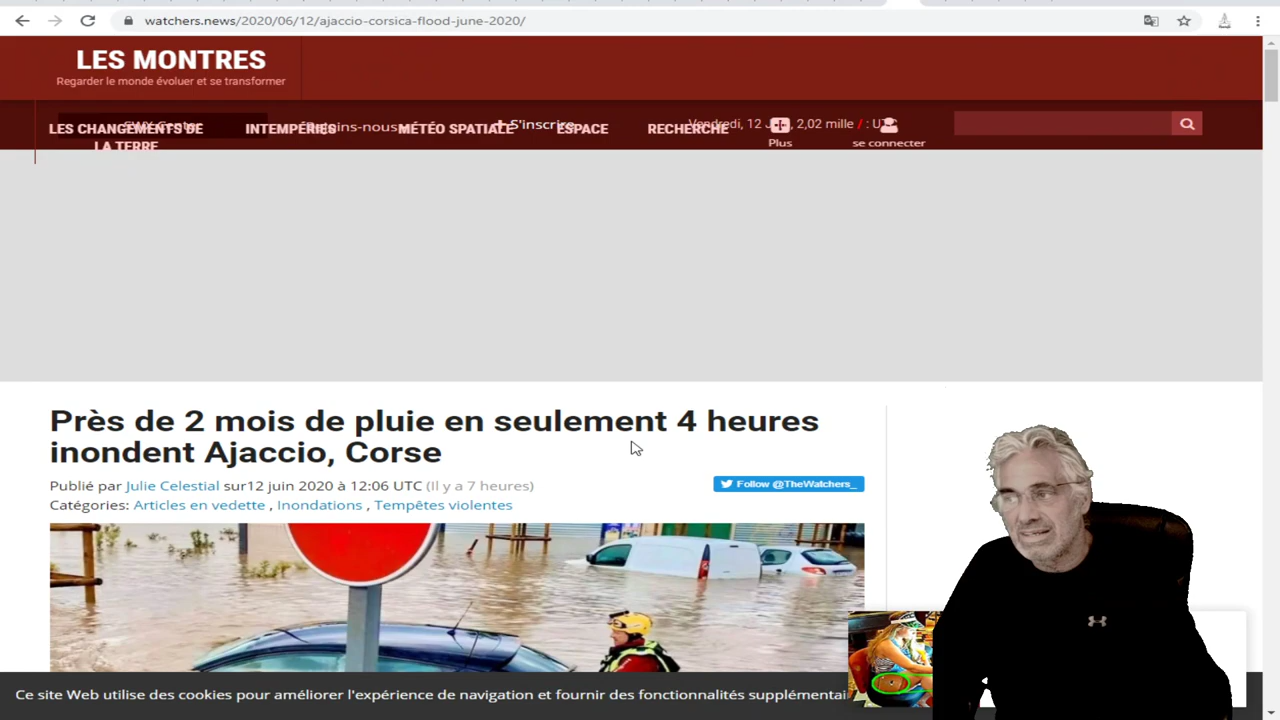 watchers.news/2020/06/12/ajaccio-corsica-flood-june-2020/
LES MONTRES
Regarder le monde évoluer et se transformer
LES CHANGEMENTS DE LA TERRE
INTEMPÉRIES
MÉTÉO SPATIALE
+ S'inscrire
ESPACE
RECHERCHE
Vendredi, 12 2,02 mille / : 
Plus
se connecter
Près de 2 mois de pluie en seulement 4 heures
inondent Ajaccio, Corse
Publié par Julie Celestial sur12 juin 2020 à 12:06 UTC (Il y a 7 heures)
Follow @TheWatchers_
Catégories: Articles en vedette , Inondations , Tempêtes violentes
Ce site Web utilise des cookies pour améliorer l'expérience de navigation et fournir des fonctionnalités